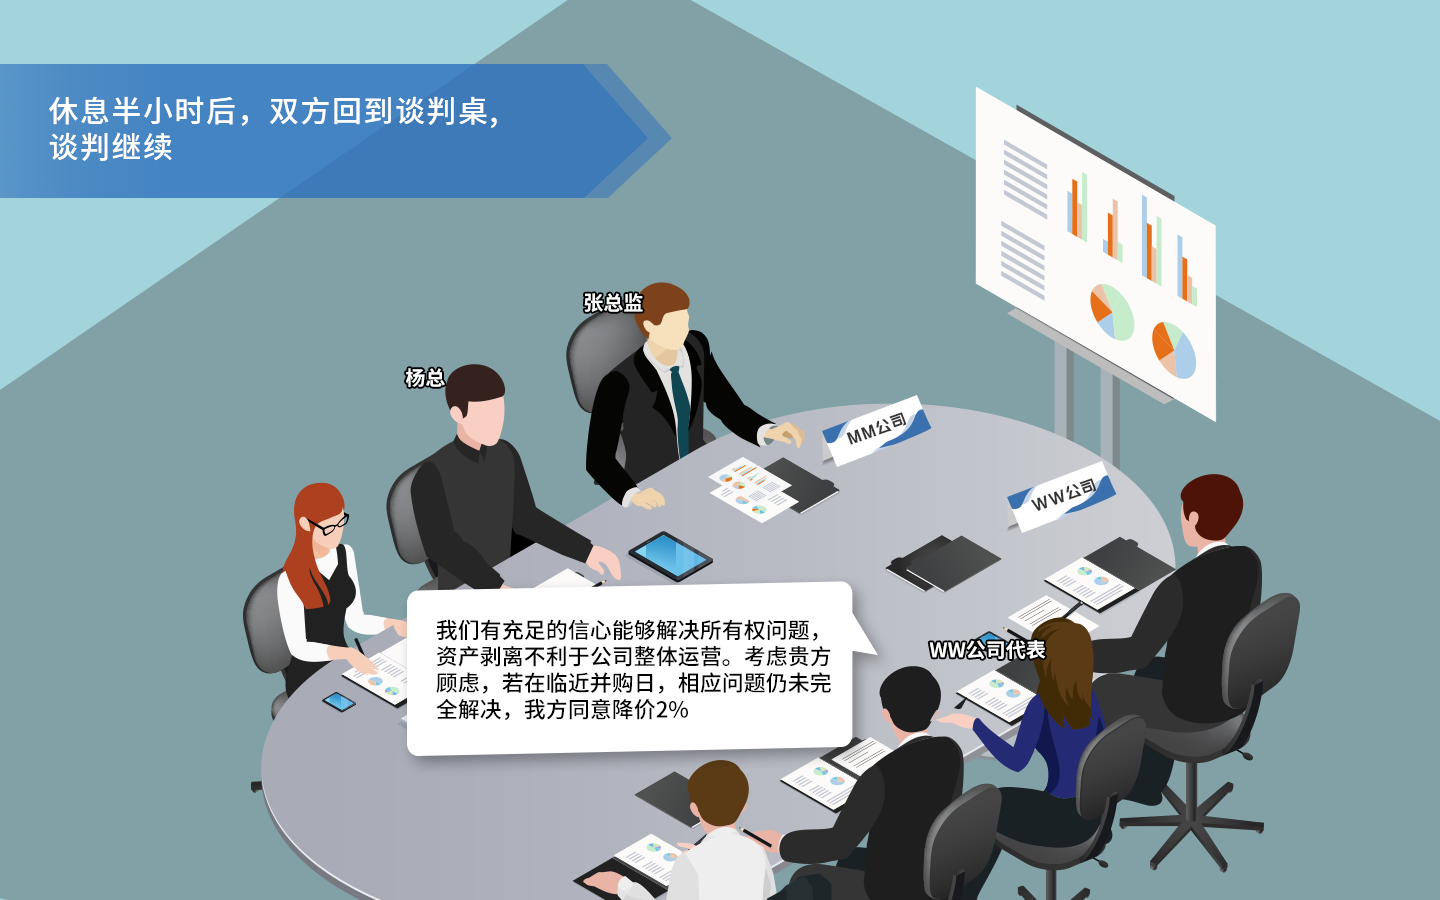 休息半小时后，双方回到谈判桌，
谈判继续
张总监
杨总
MM公司
WW公司
我们有充足的信心能够解决所有权问题，
资产剥离不利于公司整体运营。考虑贵方
顾虑，若在临近并购日，相应问题仍未完
全解决，我方同意降价2%
WW公司代表